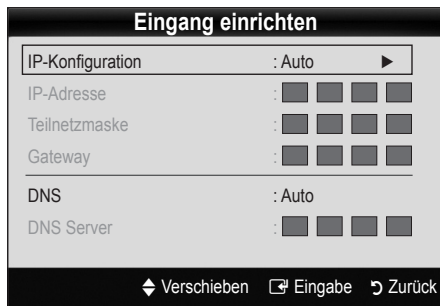 Eingang einrichten
IP-Konfiguration : Auto ▶
IP-Adresse :
Teilnetzmaske :
Gateway :
DNS : Auto
DNS Server :
Verschieben Eingabe Zurück